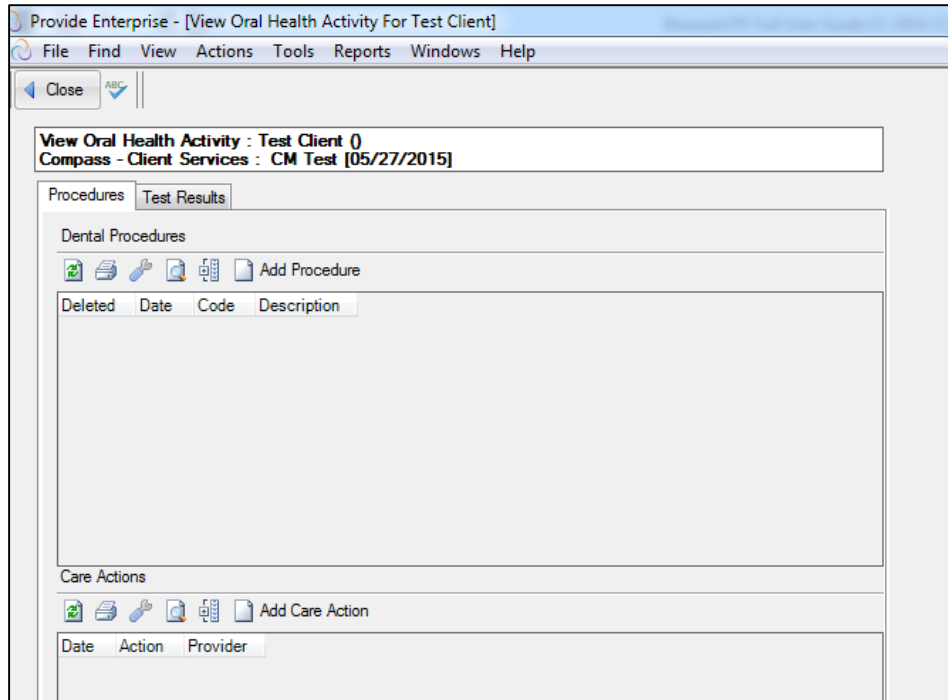 Provide Enterprise - [View Oral Health Activity For Test Client]
File Find View Actions Tools Reports Windows Help
Close ABC
View Oral Health Activity : Test Client ()
Compass - Client Services : CM Test [05/27/2015]
Procedures Test Results
Dental Procedures
Add Procedure
Deleted Date Code Description
Care Actions
Add Care Action
Date Action Provider